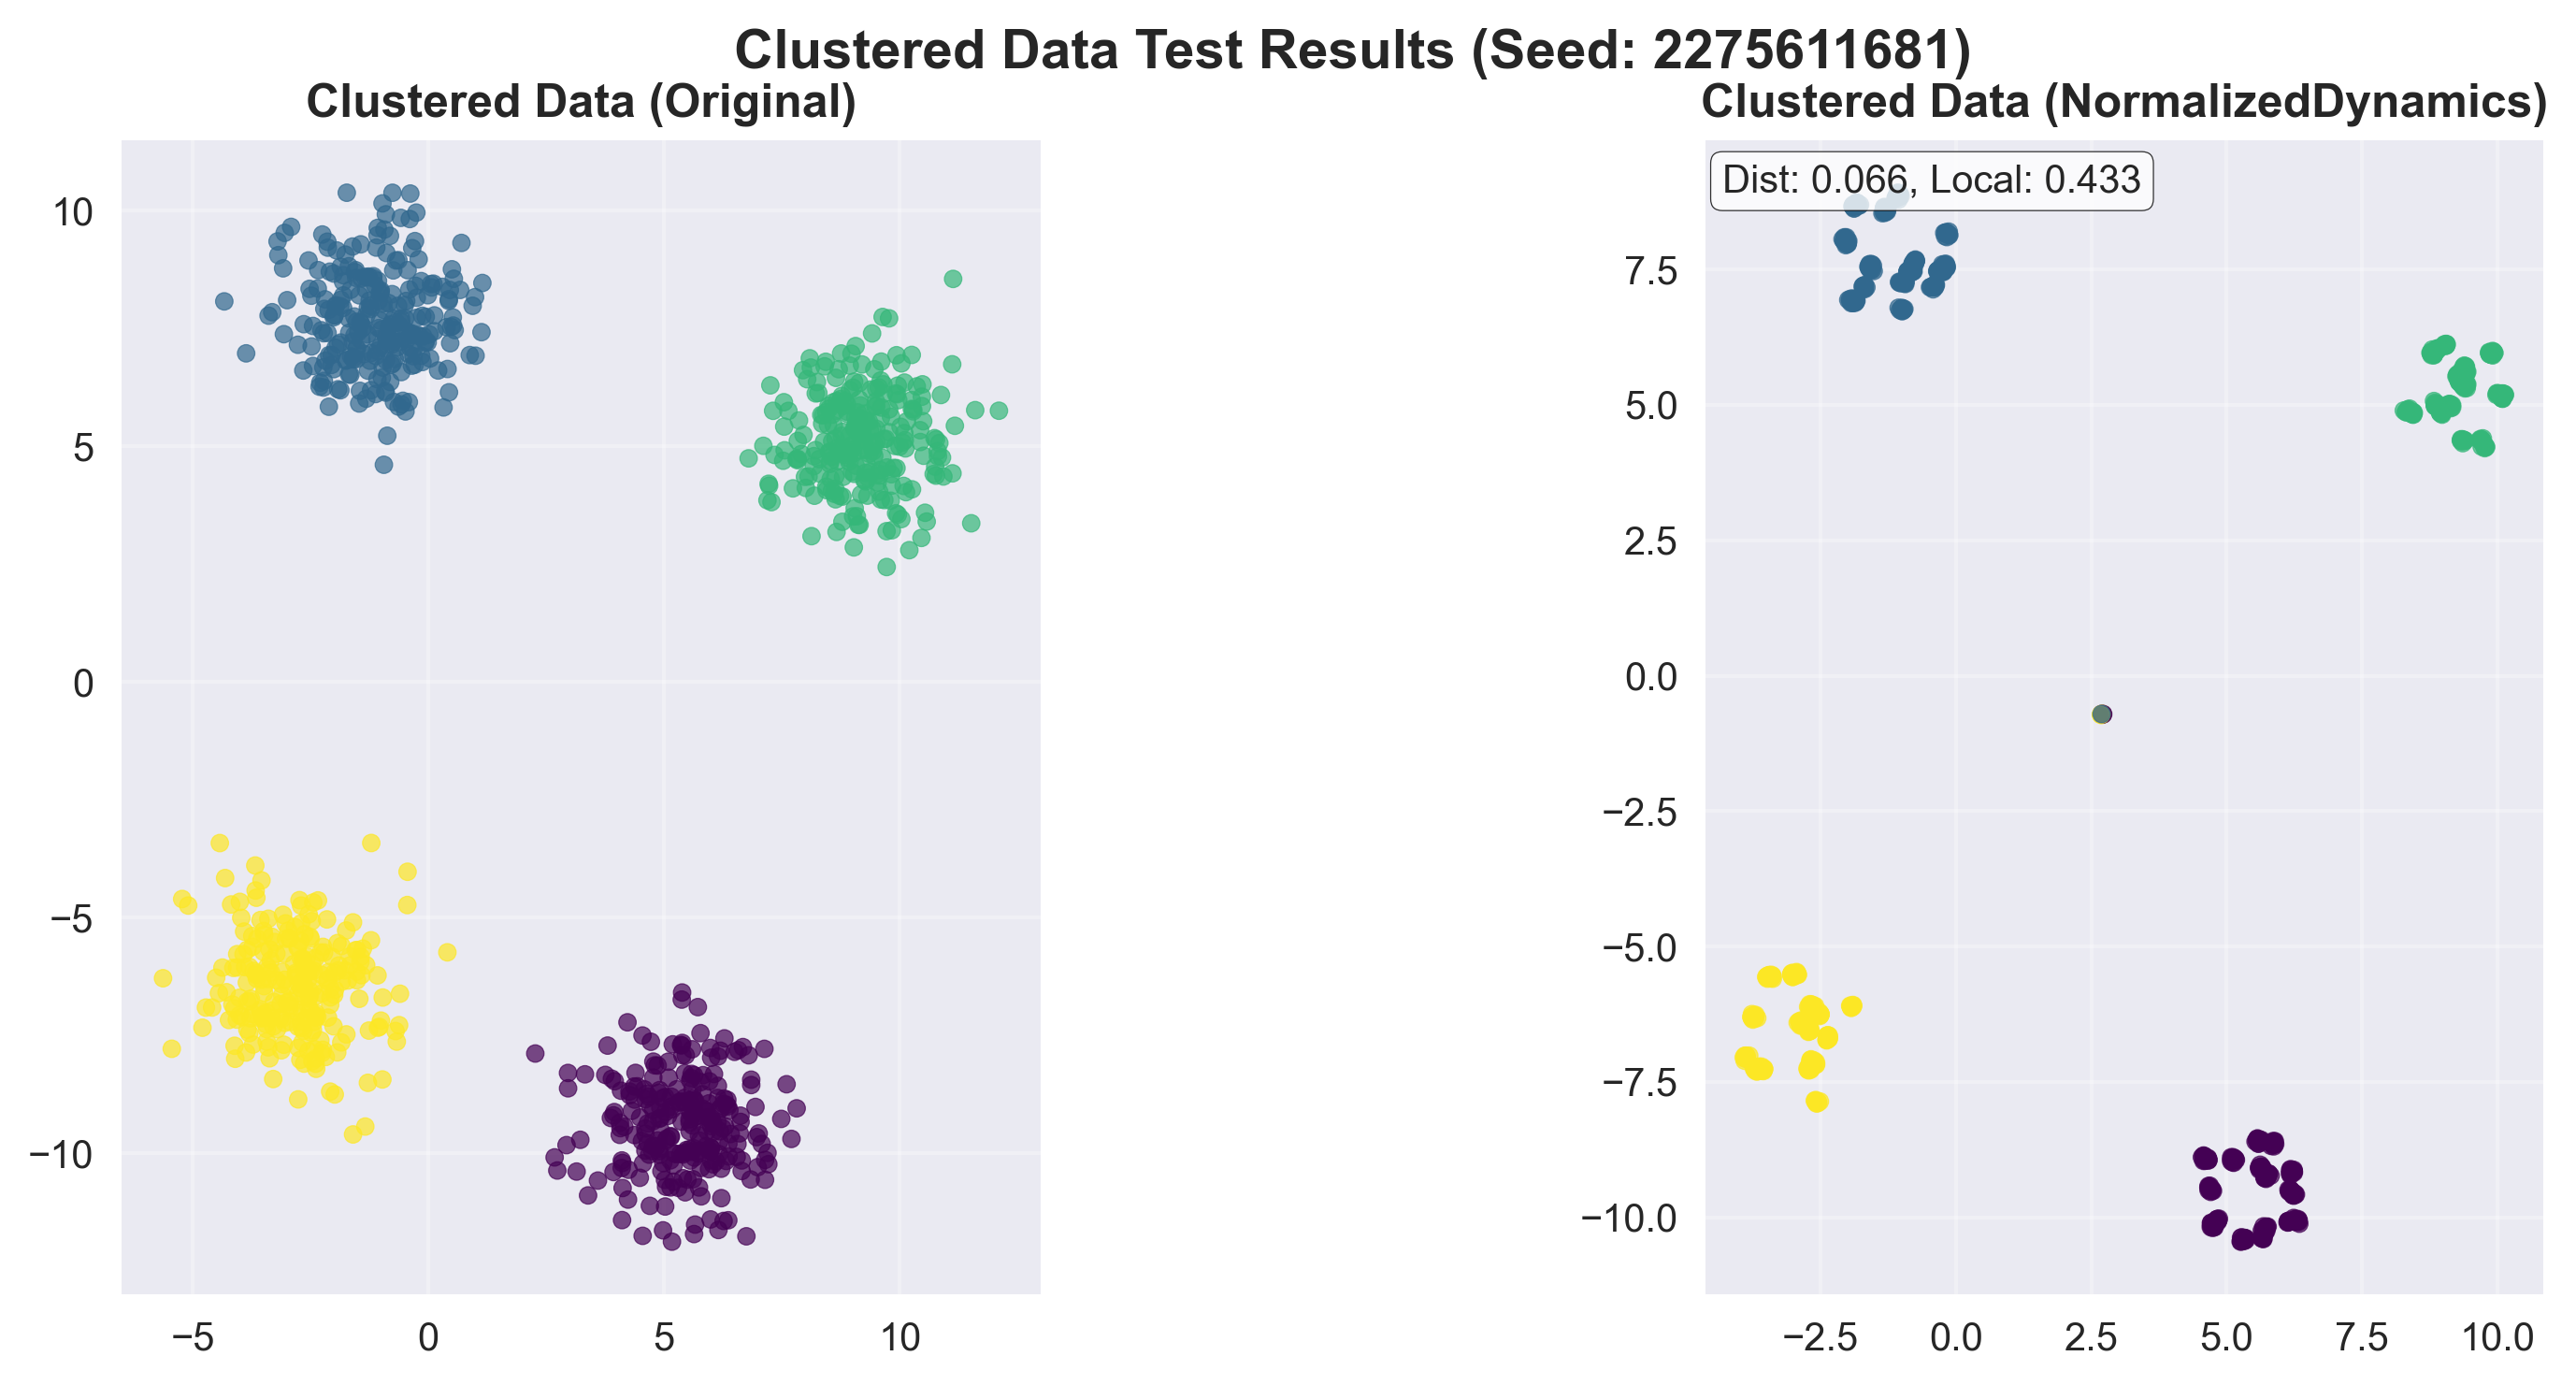 Clustered Data Test Results (Seed: 2275611681)
Clustered Data (Original)
10
5
0
−5
−10
−5 0 5 10
Clustered Data (NormalizedDynamics)
Dist: 0.066, Local: 0.433
7.5
5.0
2.5
0.0
−2.5
−5.0
−7.5
−10.0
−2.5 0.0 2.5 5.0 7.5 10.0